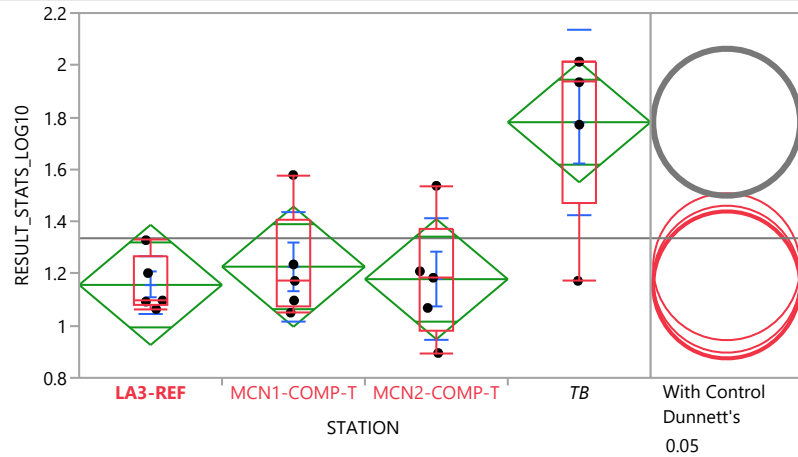 RESULT_STATS_LOG10
2.2
2
1.8
1.6
1.4
1.2
1
0.8
LA3-REF MCN1-COMP-T MCN2-COMP-T TB
STATION
With Control
Dunnett's
0.05